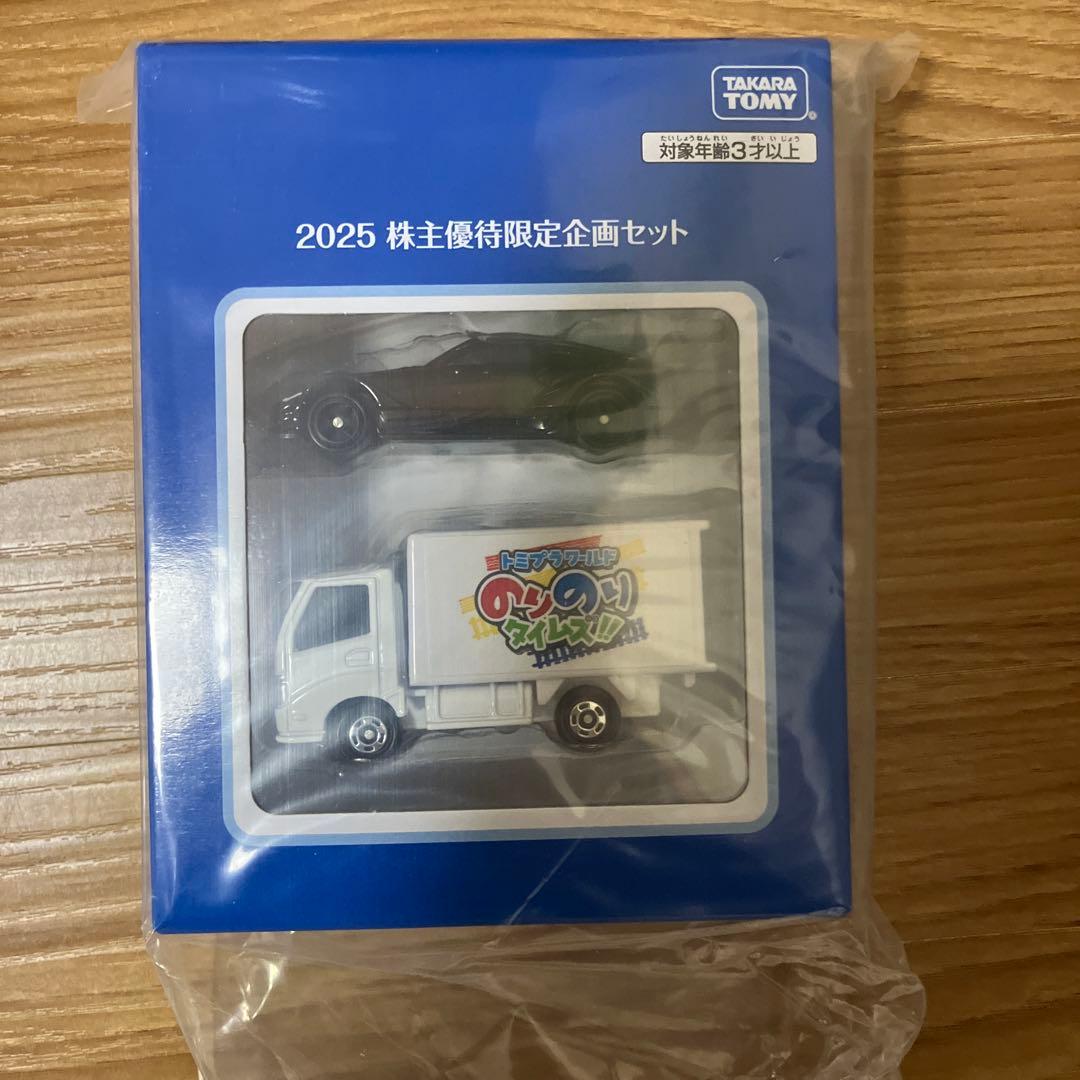 TAKARA
TOMY
たいしょうねんれい さい いじょう
対象年齢3才以上
2025 株主優待限定企画セット
トミプラワールド
のりのり
タイムズ!!